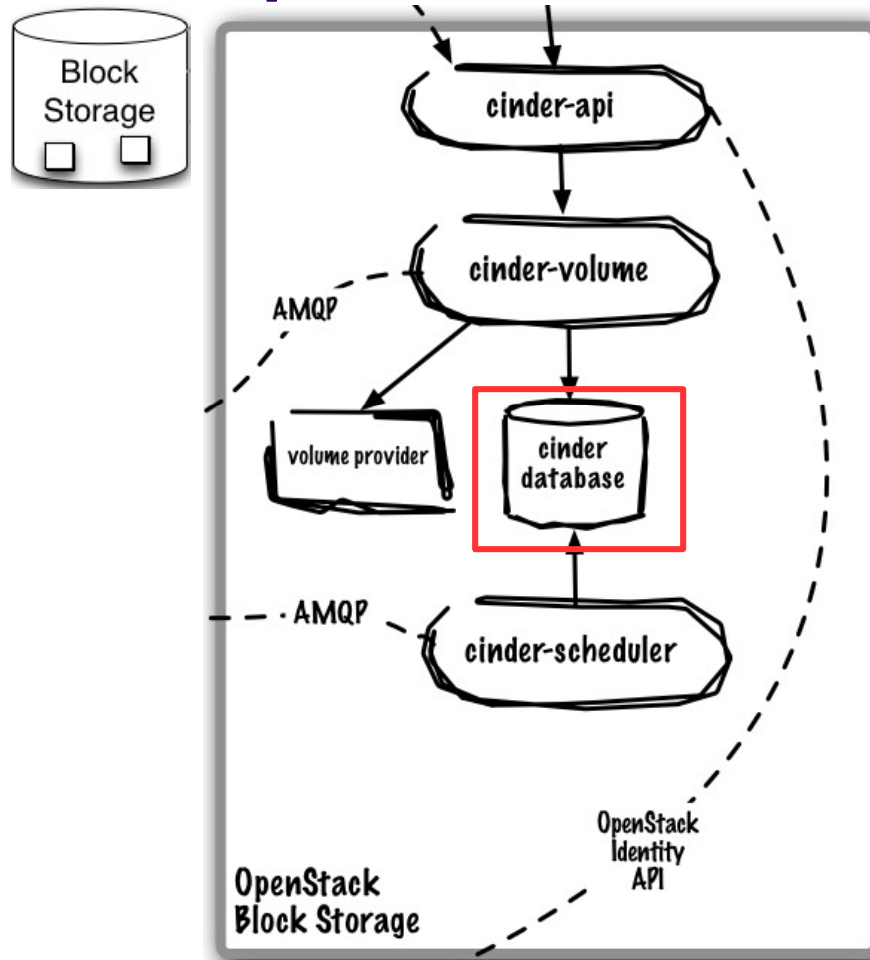 Block
Storage
cinder-api
cinder-volume
AMQP
volume provider
cinder
database
AMQP
cinder-scheduler
OpenStack
Identity
API
OpenStack
Block Storage